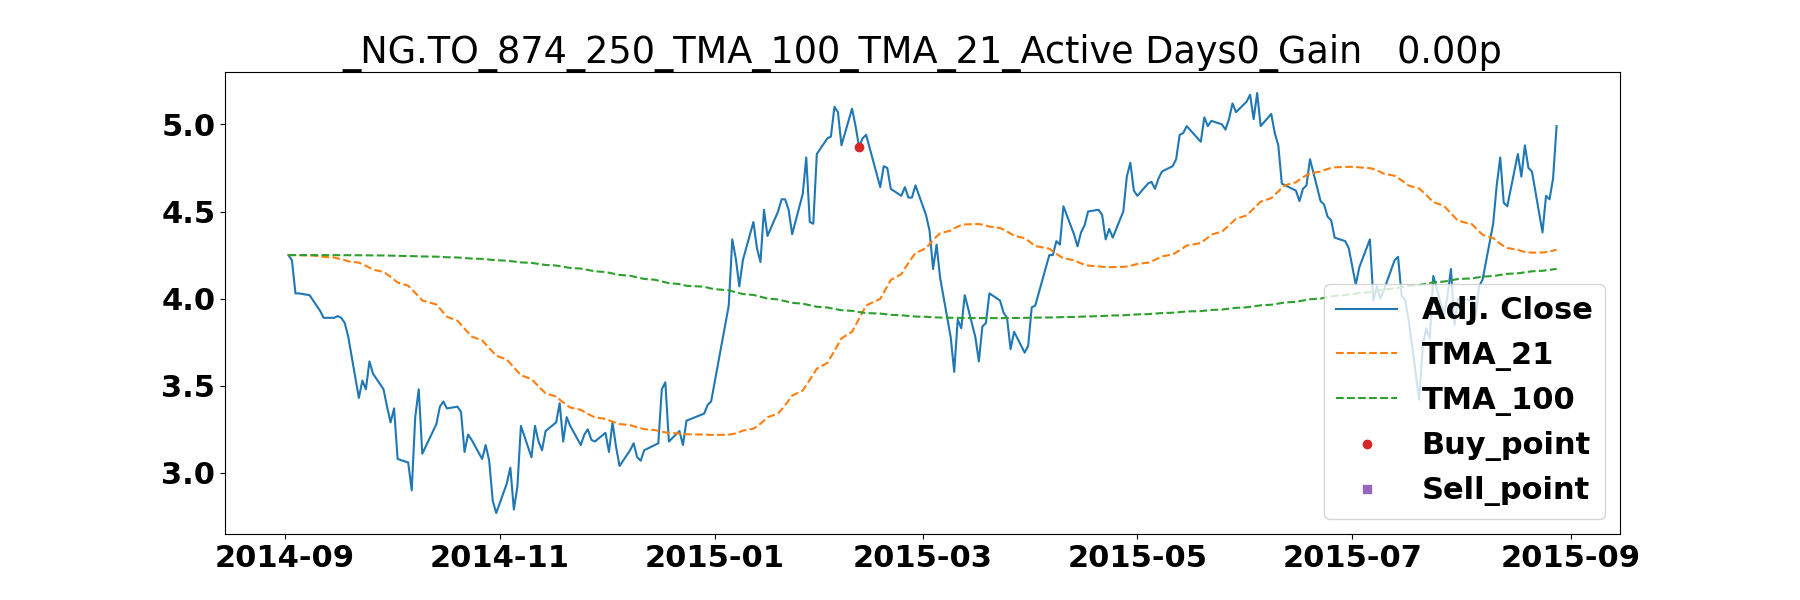 _NG.TO_874_250_TMA_100_TMA_21_Active Days0_Gain   0.00p
5.0
4.5
4.0
3.5
3.0
Adj. Close
TMA_21
TMA_100
Buy_point
Sell_point
2014-09 2014-11 2015-01 2015-03 2015-05 2015-07 2015-09